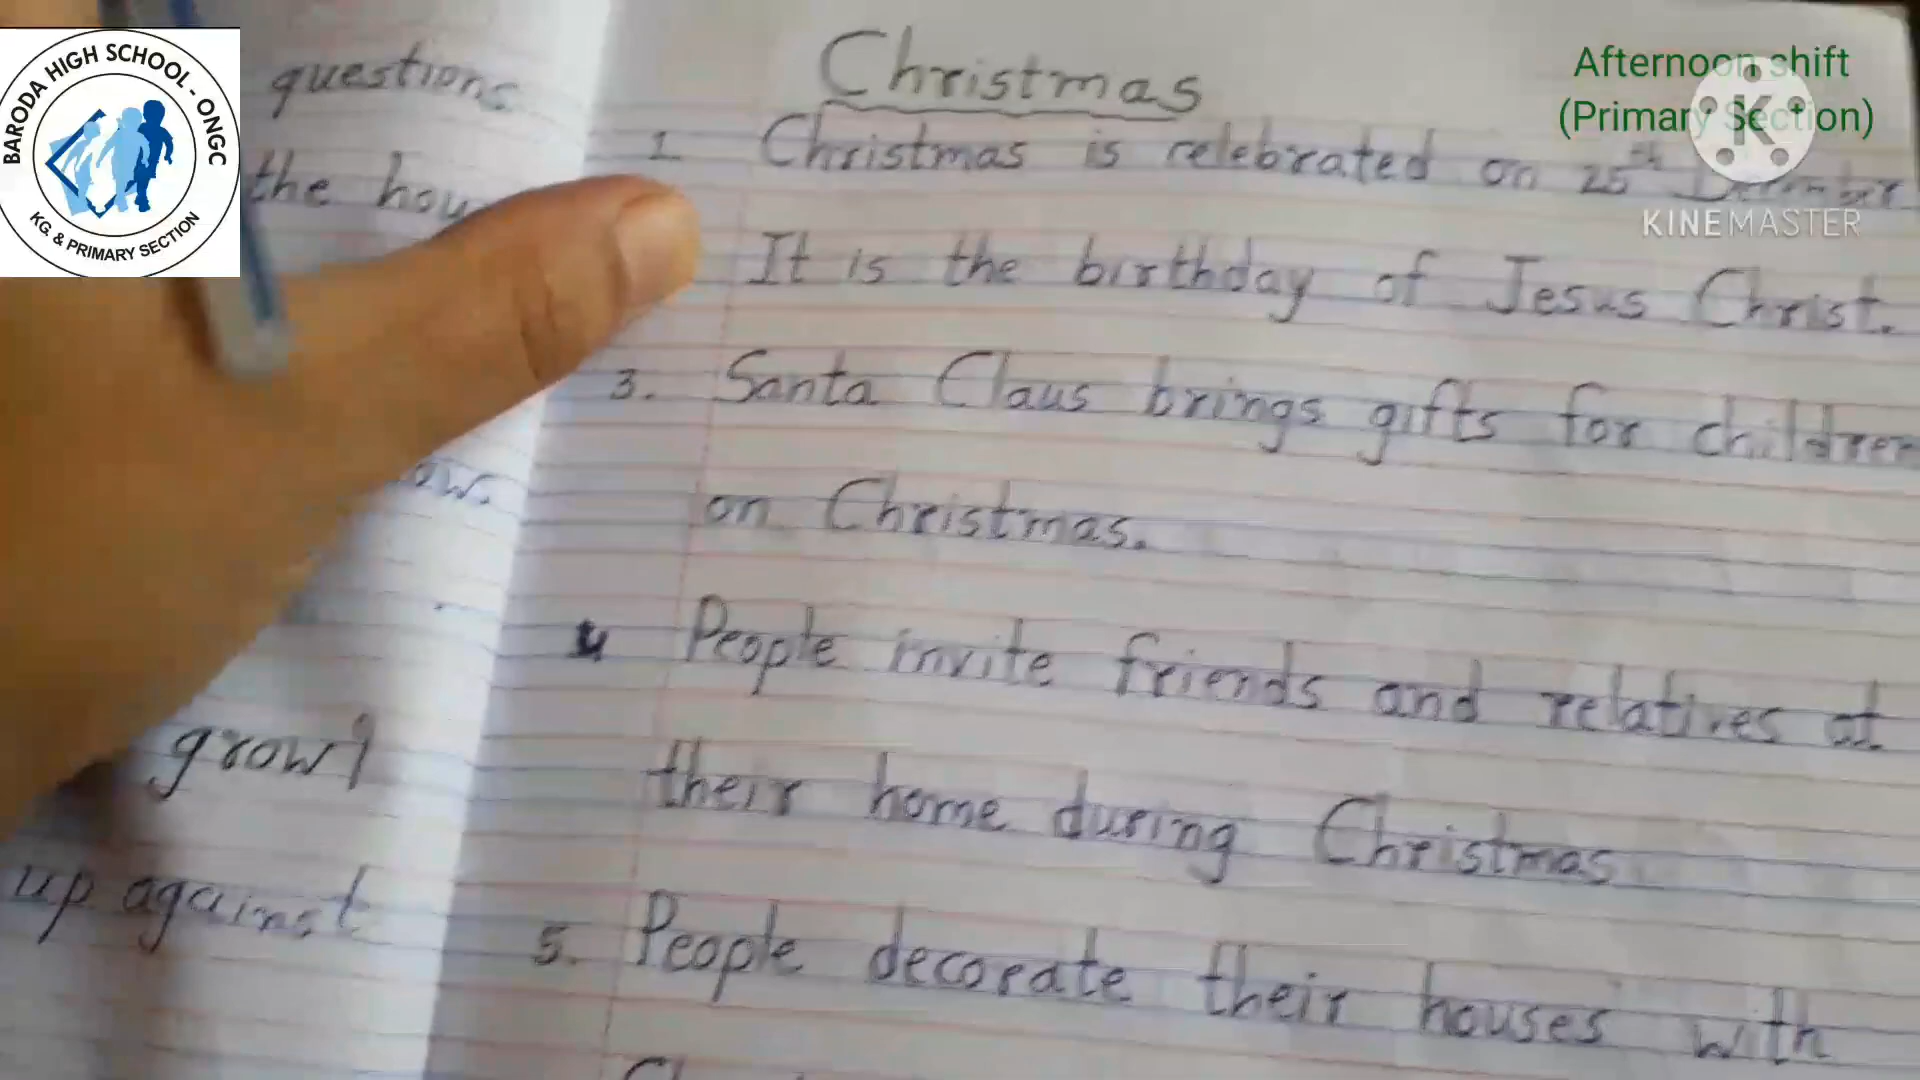 BARODA HIGH SCHOOL - ONGC
KG. & PRIMARY SECTION
Afternoon shift
(Primary Section)
KINEMASTER
questions
the hou
ow.
grow?
up against
Christmas
1 Christmas is celebrated on 25th December
It is the birthday of Jesus Christ.
3. Santa Claus brings gifts for children
on Christmas.
4 People invite friends and relatives at
their home during Christmas.
5. People decorate their houses with